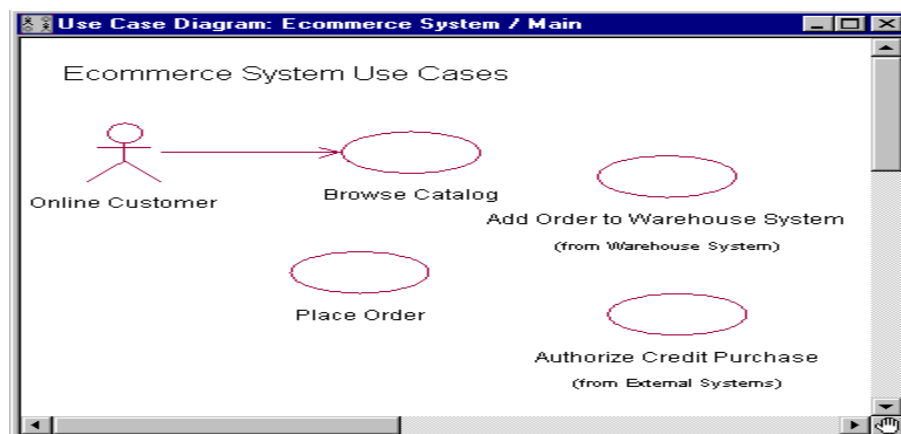 Use Case Diagram: Ecommerce System / Main
Ecommerce System Use Cases
Online Customer
Browse Catalog
Add Order to Warehouse System
(from Warehouse System)
Place Order
Authorize Credit Purchase
(from External Systems)